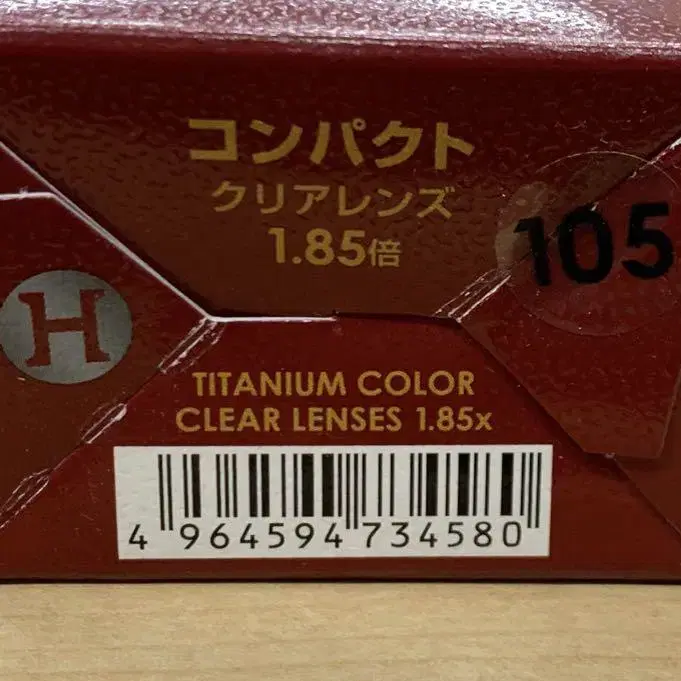 コンパクト
クリアレンズ
1.85倍
105
H
TITANIUM COLOR
CLEAR LENSES 1.85x
4 964594 734580